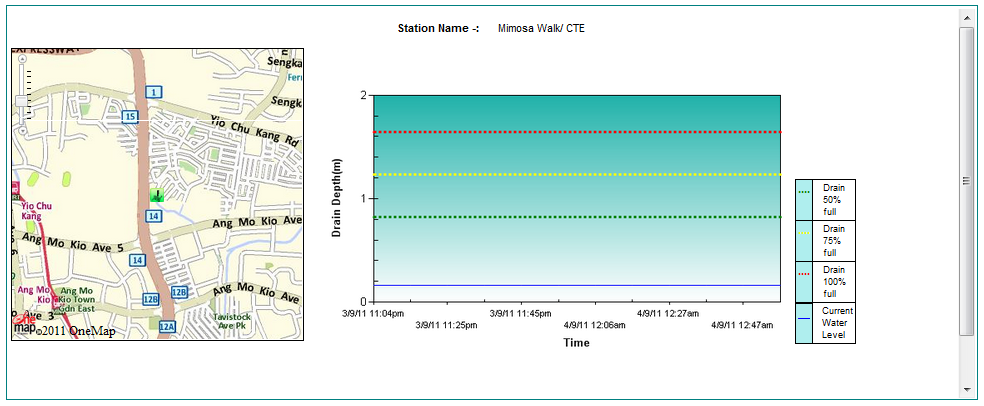 Station Name -: Mimosa Walk/ CTE
EXPRESSWAY
Sengka
Fer
Sengk
1
15
Yio Chu Kang Rd
Yio Chu
Kang
14
Ang Mo Kio Ave 5
Ang Mo Kio Ave
14
Ang Mo
Kio
Ang Mo
Kio Town
Gdn East
12B
12B
Ang Mo Kio Ave
Ave 3
12A
Tavistock
Ave Pk
one
map
©2011 OneMap
Drain Depth(m)
2
1
0
3/9/11 11:04pm
3/9/11 11:25pm
3/9/11 11:45pm
4/9/11 12:06am
4/9/11 12:27am
4/9/11 12:47am
Time
Drain
50%
full
Drain
75%
full
Drain
100%
full
Current
Water
Level